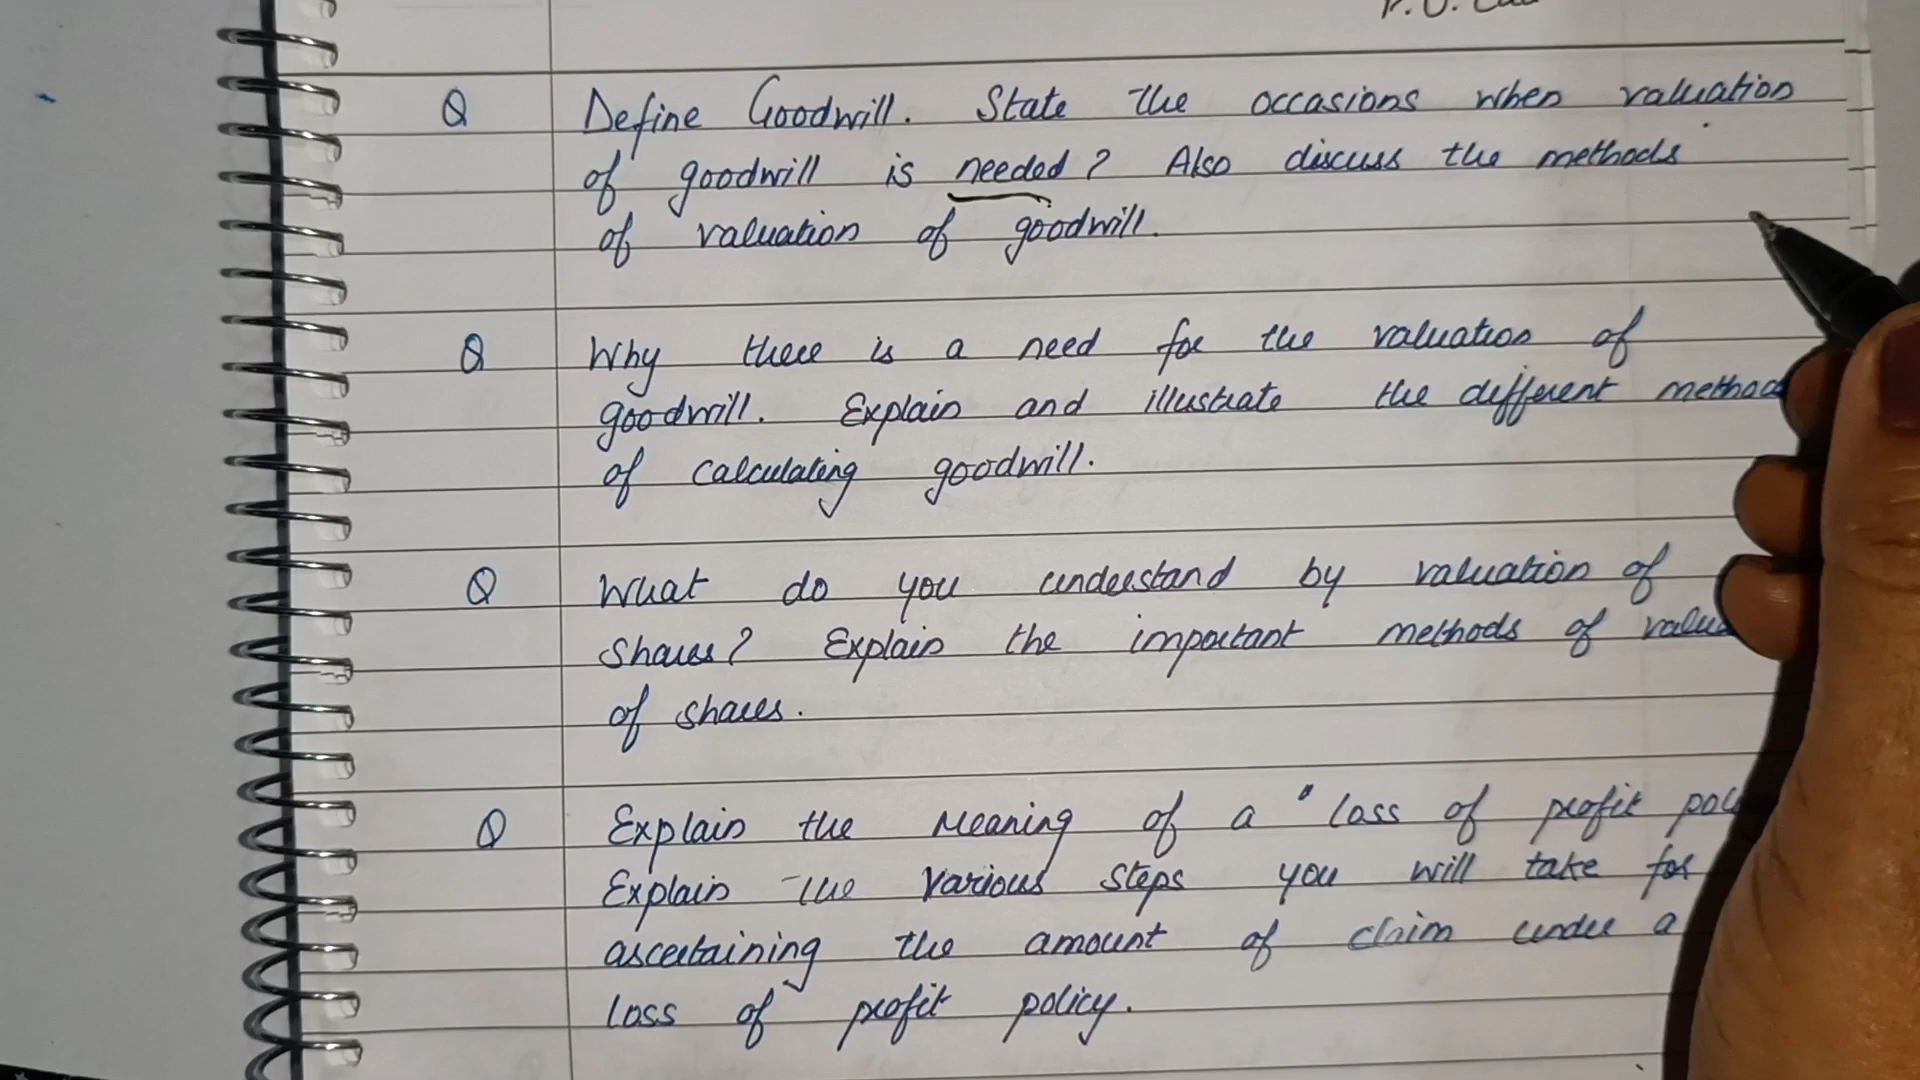 Q Define Goodwill. State the occasions when valuation
of goodwill is needed? Also discuss the methods
of valuation of goodwill.
Q Why there is a need for the valuation of
goodwill. Explain and illustrate the different
of calculating goodwill.
Q What do you understand by valuation of
shares? Explain the important methods of
of shares.
Q Explain the meaning of a "loss of profit
Explain the various steps you will take for
ascertaining the amount of claim under a
loss of profit policy.